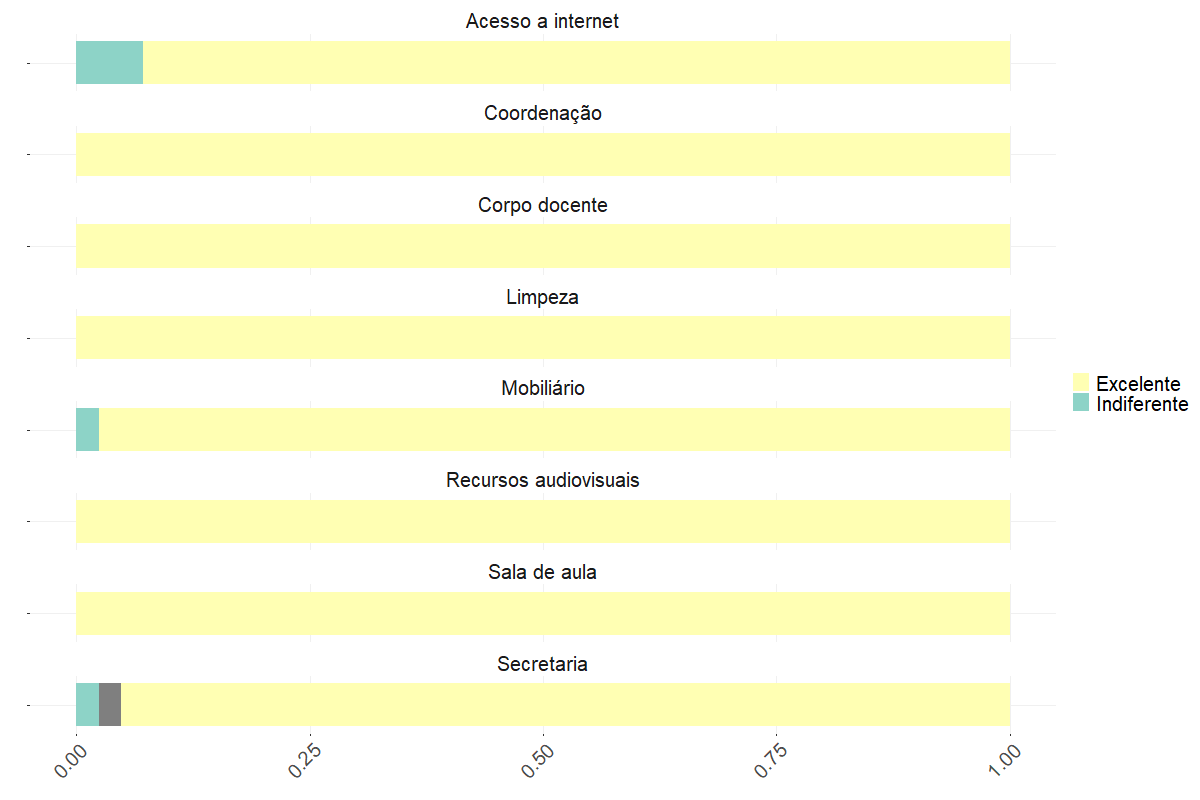 Acesso a internet
Coordenação
Corpo docente
Limpeza
Mobiliário
Recursos audiovisuais
Sala de aula
Secretaria
0.00
0.25
0.50
0.75
1.00
Excelente
Indiferente